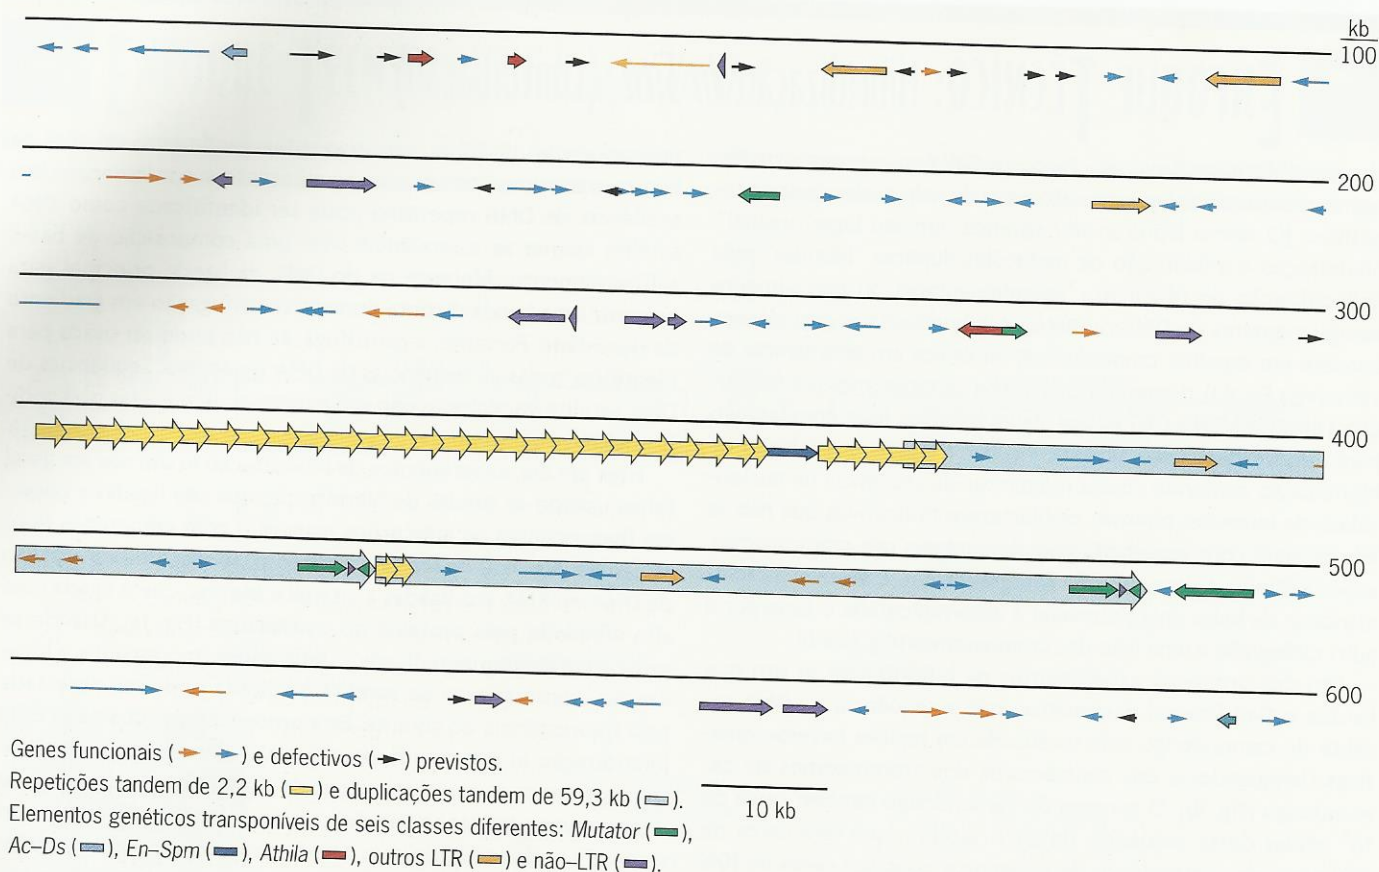 kb
100
200
300
400
500
600
Genes funcionais ( ) e defectivos ( ) previstos.
Repetições tandem de 2,2 kb ( ) e duplicações tandem de 59,3 kb ( ).
10 kb
Elementos genéticos transponíveis de seis classes diferentes: Mutator ( ),
Ac–Ds ( ), En–Spm ( ), Athila ( ), outros LTR ( ) e não–LTR ( ).